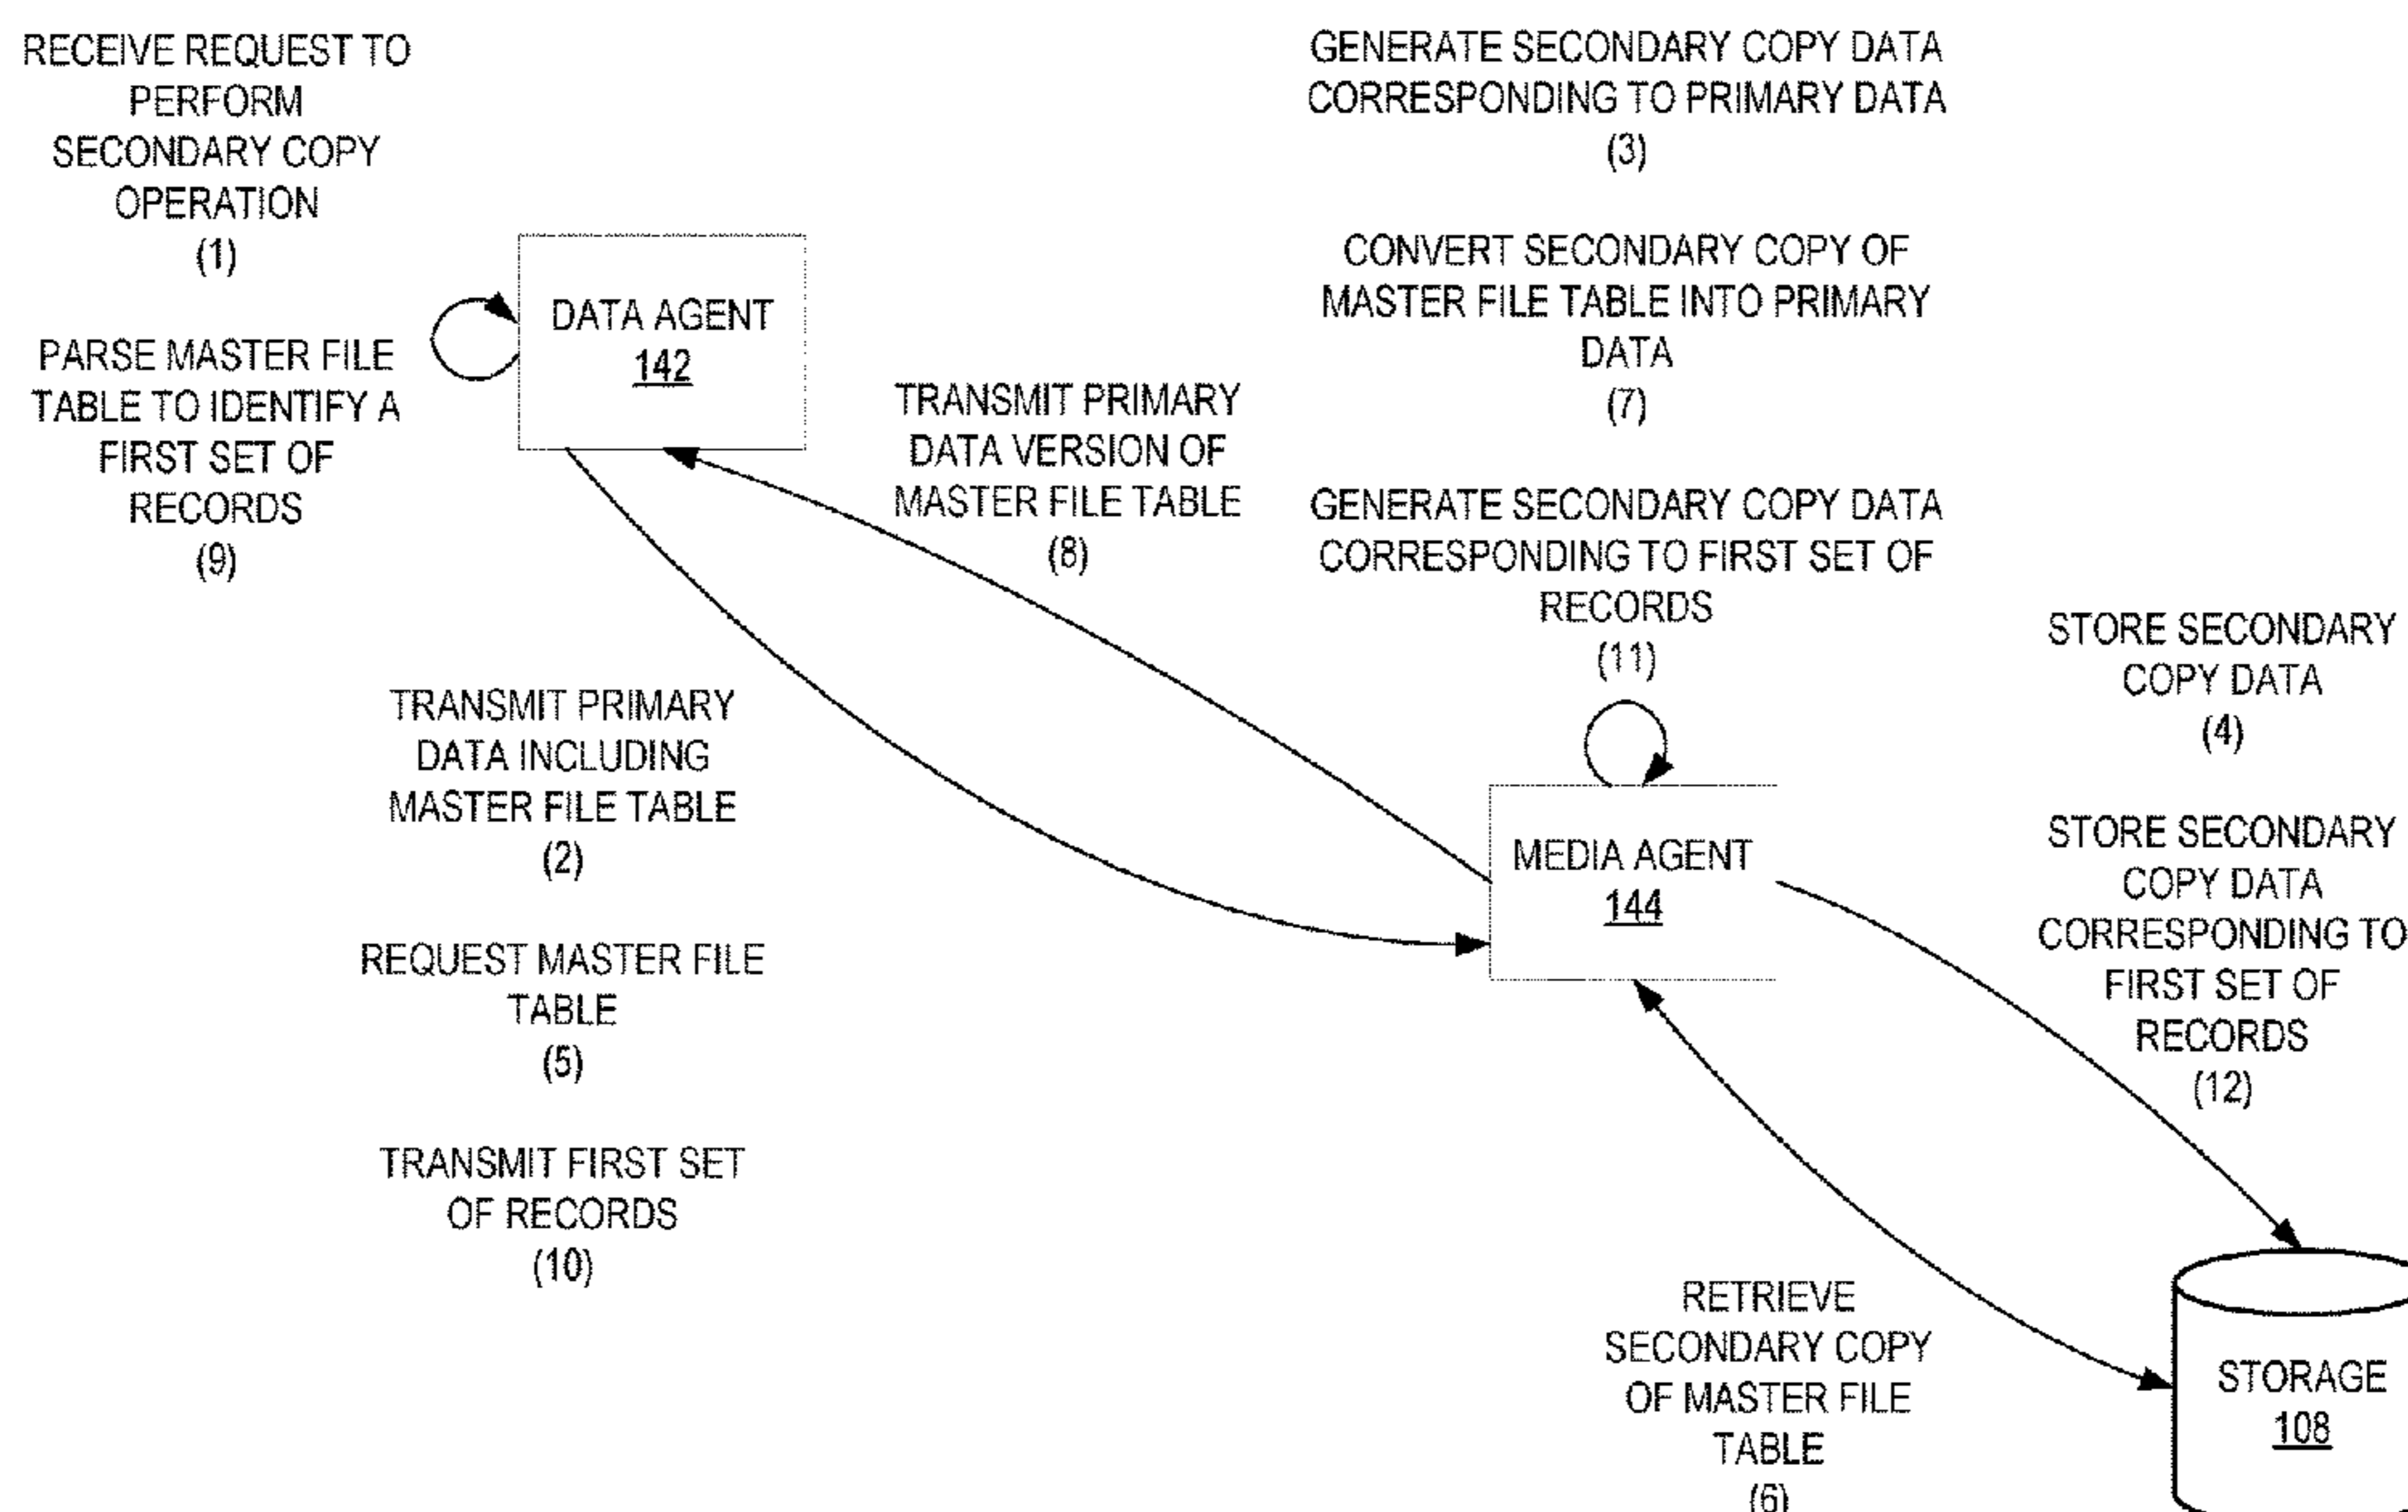 RECEIVE REQUEST TO
PERFORM
SECONDARY COPY
OPERATION
(1)
PARSE MASTER FILE
TABLE TO IDENTIFY A
FIRST SET OF
RECORDS
(9)
DATA AGENT
142
TRANSMIT PRIMARY
DATA VERSION OF
MASTER FILE TABLE
(8)
GENERATE SECONDARY COPY DATA
CORRESPONDING TO PRIMARY DATA
(3)
CONVERT SECONDARY COPY OF
MASTER FILE TABLE INTO PRIMARY
DATA
(7)
GENERATE SECONDARY COPY DATA
CORRESPONDING TO FIRST SET OF
RECORDS
(11)
TRANSMIT PRIMARY
DATA INCLUDING
MASTER FILE TABLE
(2)
REQUEST MASTER FILE
TABLE
(5)
TRANSMIT FIRST SET
OF RECORDS
(10)
MEDIA AGENT
144
STORE SECONDARY
COPY DATA
(4)
STORE SECONDARY
COPY DATA
CORRESPONDING TO
FIRST SET OF
RECORDS
(12)
RETRIEVE
SECONDARY COPY
OF MASTER FILE
TABLE
(6)
STORAGE
108